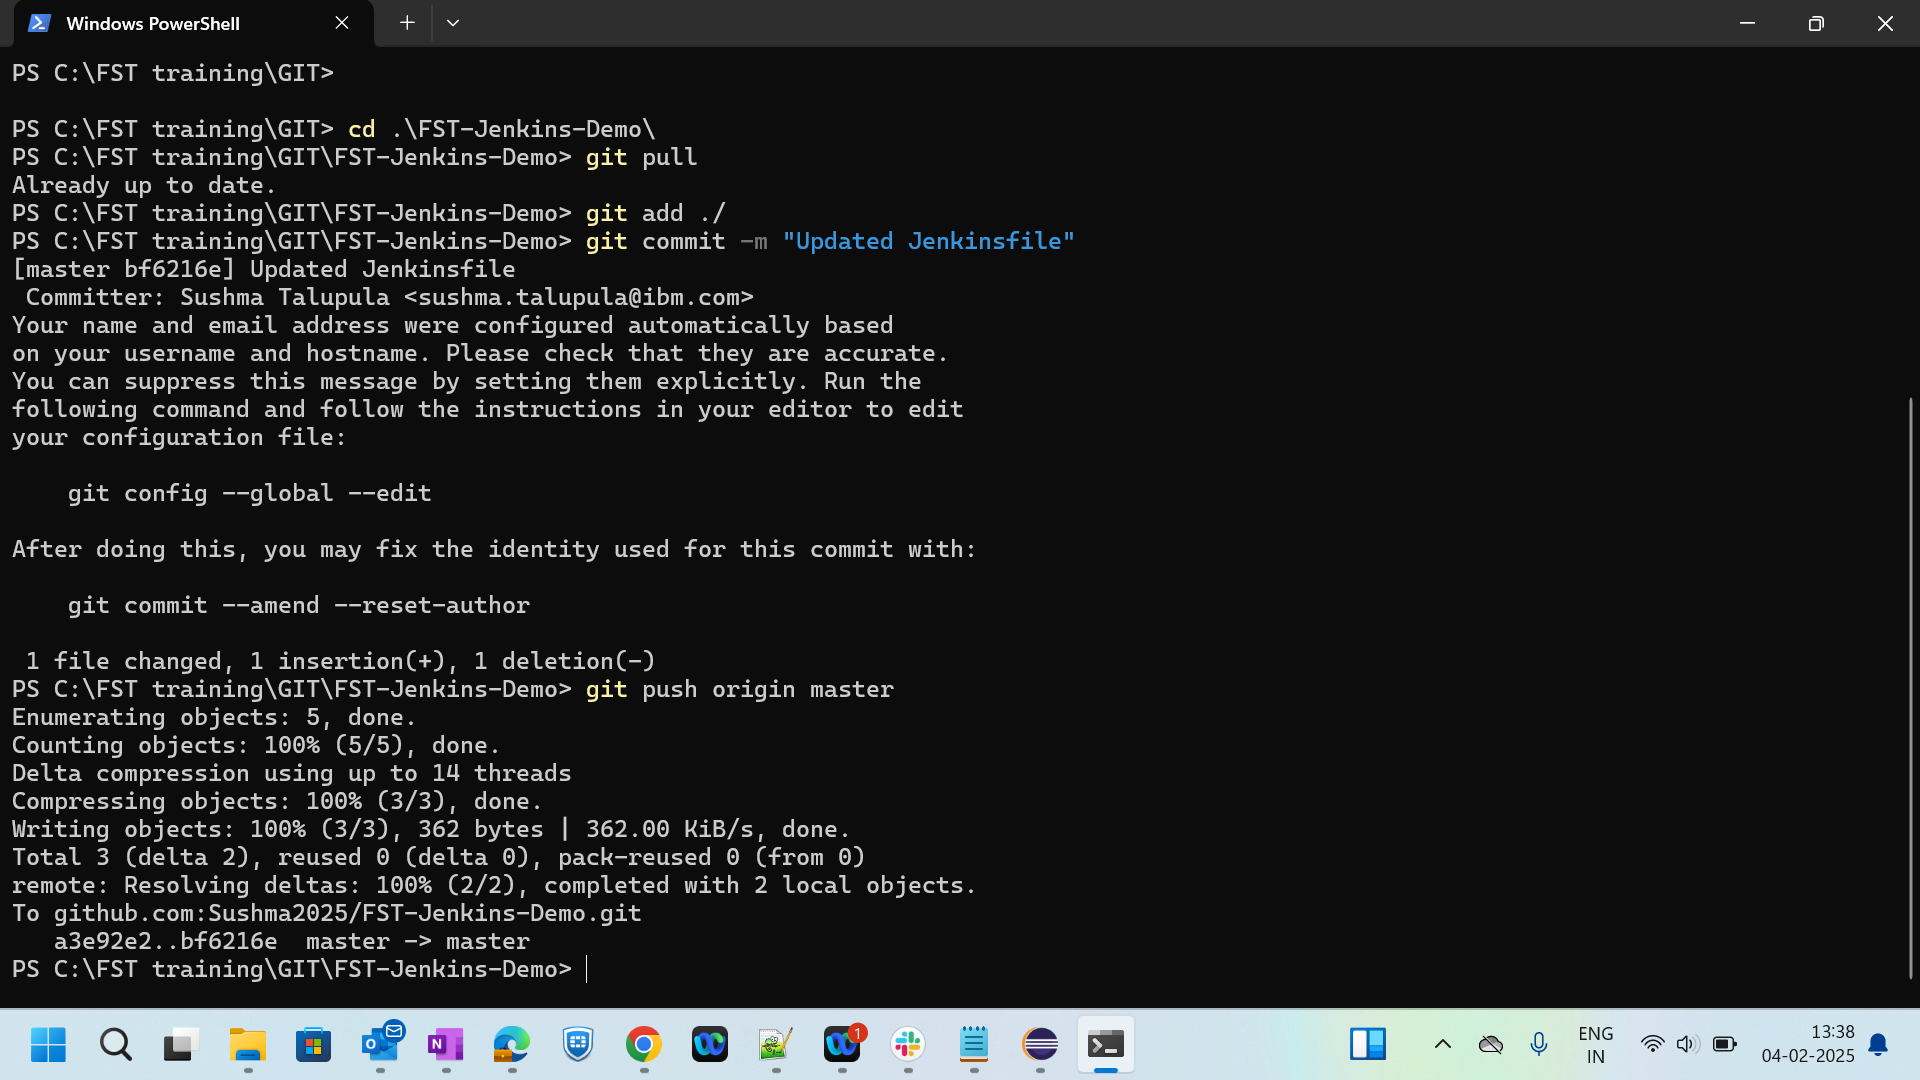 Windows PowerShell
PS C:\FST training\GIT>
PS C:\FST training\GIT> cd .\FST-Jenkins-Demo\
PS C:\FST training\GIT\FST-Jenkins-Demo> git pull
Already up to date.
PS C:\FST training\GIT\FST-Jenkins-Demo> git add ./
PS C:\FST training\GIT\FST-Jenkins-Demo> git commit -m "Updated Jenkinsfile"
[master bf6216e] Updated Jenkinsfile
 Committer: Sushma Talupula <sushma.talupula@ibm.com>
Your name and email address were configured automatically based
on your username and hostname. Please check that they are accurate.
You can suppress this message by setting them explicitly. Run the
following command and follow the instructions in your editor to edit
your configuration file:
    git config --global --edit
After doing this, you may fix the identity used for this commit with:
    git commit --amend --reset-author
 1 file changed, 1 insertion(+), 1 deletion(-)
PS C:\FST training\GIT\FST-Jenkins-Demo> git push origin master
Enumerating objects: 5, done.
Counting objects: 100% (5/5), done.
Delta compression using up to 14 threads
Compressing objects: 100% (3/3), done.
Writing objects: 100% (3/3), 362 bytes | 362.00 KiB/s, done.
Total 3 (delta 2), reused 0 (delta 0), pack-reused 0 (from 0)
remote: Resolving deltas: 100% (2/2), completed with 2 local objects.
To github.com:Sushma2025/FST-Jenkins-Demo.git
   a3e92e2..bf6216e  master -> master
PS C:\FST training\GIT\FST-Jenkins-Demo>
O
N
1
ENG
IN
13:38
04-02-2025